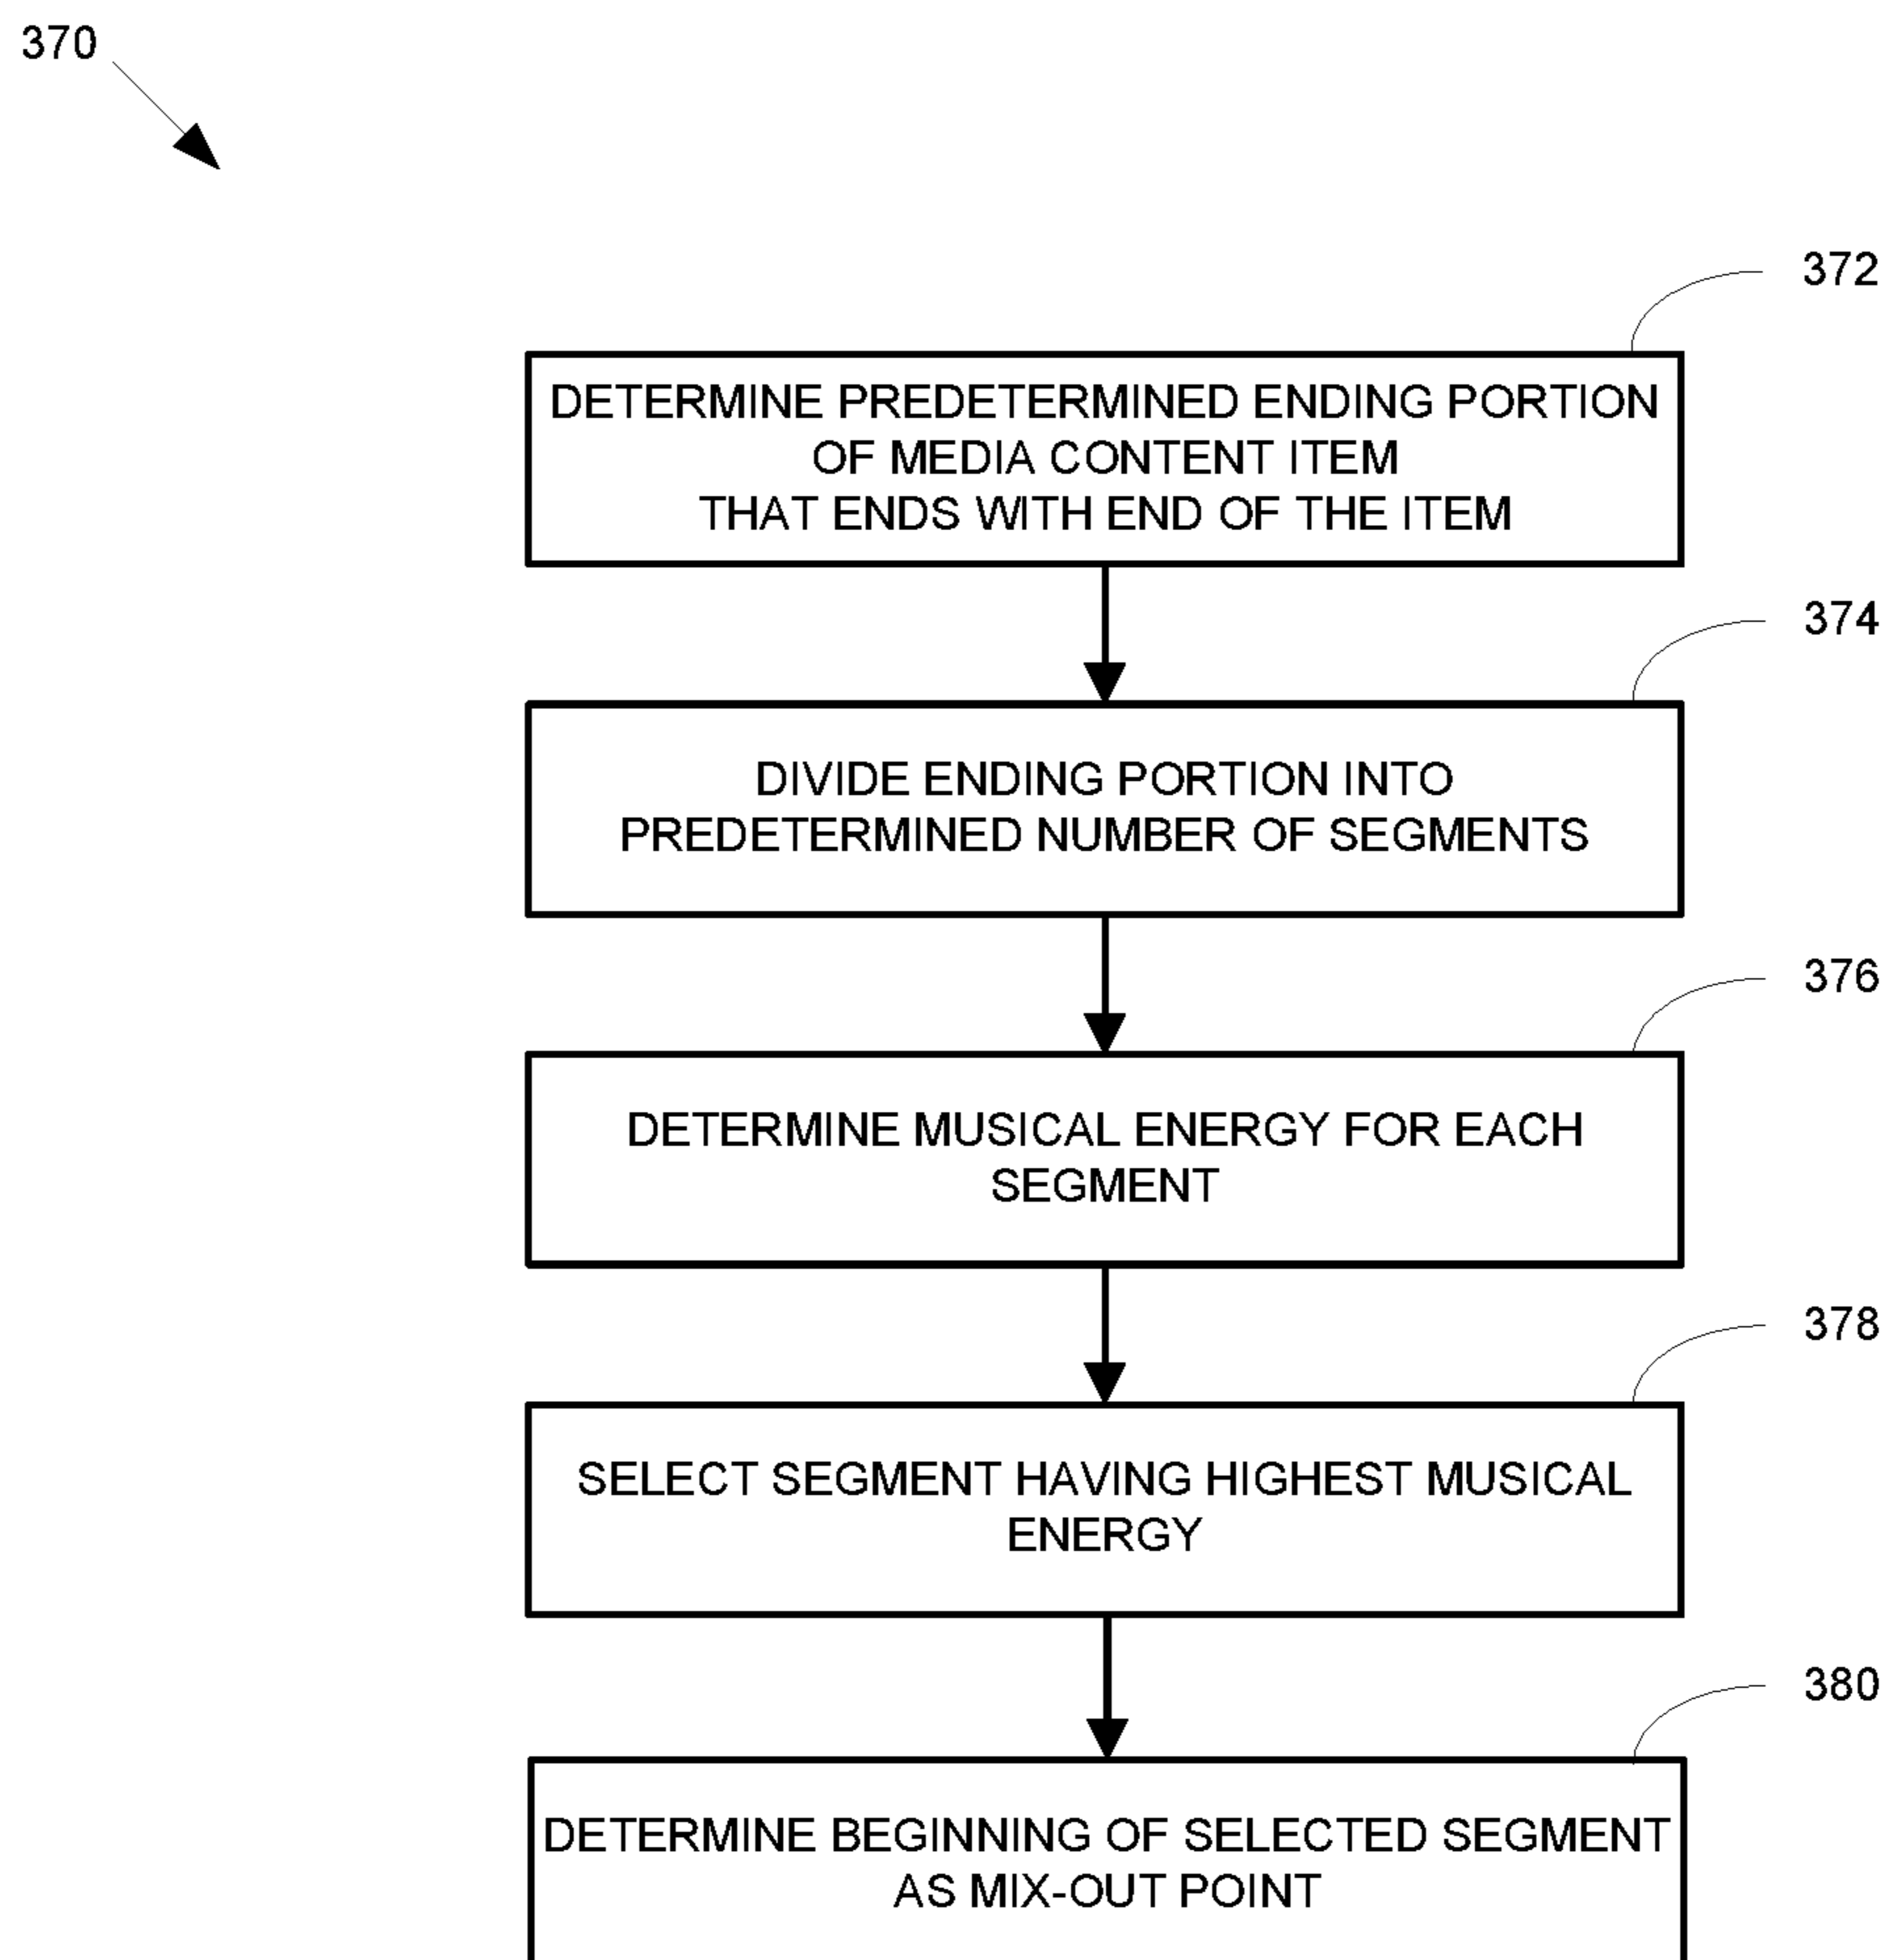 370
372
DETERMINE PREDETERMINED ENDING PORTION
OF MEDIA CONTENT ITEM
THAT ENDS WITH END OF THE ITEM
374
DIVIDE ENDING PORTION INTO
PREDETERMINED NUMBER OF SEGMENTS
376
DETERMINE MUSICAL ENERGY FOR EACH
SEGMENT
378
SELECT SEGMENT HAVING HIGHEST MUSICAL
ENERGY
380
DETERMINE BEGINNING OF SELECTED SEGMENT
AS MIX-OUT POINT